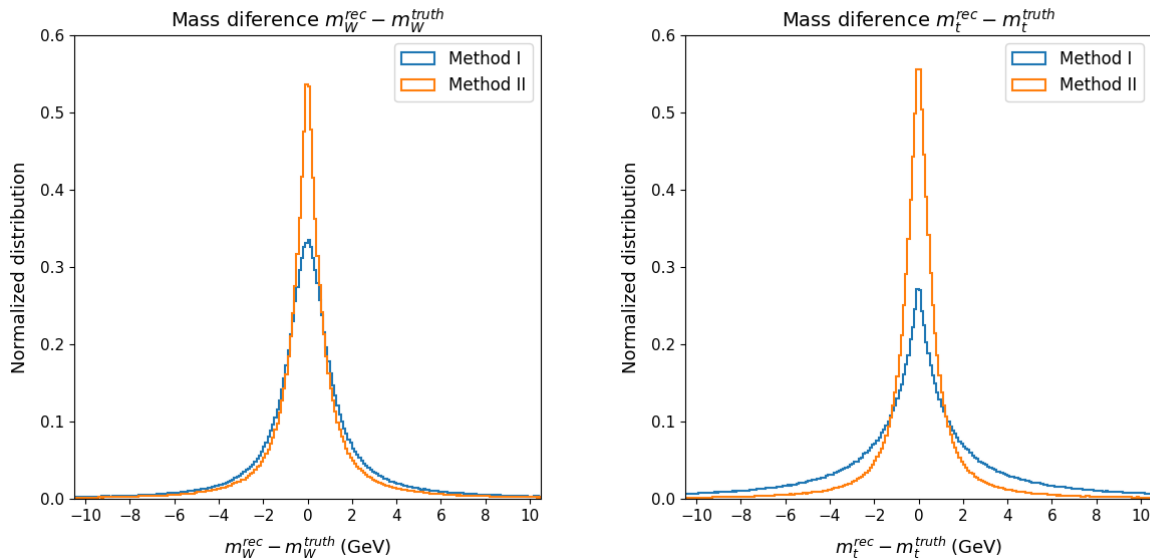 Mass diference $m_W^{rec} - m_W^{truth}$
0.6
0.5
0.4
0.3
0.2
0.1
0.0
Normalized distribution
Method I
Method II
−10 −8 −6 −4 −2 0 2 4 6 8 10
$m_W^{rec} - m_W^{truth}$ (GeV)
Mass diference $m_t^{rec} - m_t^{truth}$
0.6
0.5
0.4
0.3
0.2
0.1
0.0
Normalized distribution
Method I
Method II
−10 −8 −6 −4 −2 0 2 4 6 8 10
$m_t^{rec} - m_t^{truth}$ (GeV)